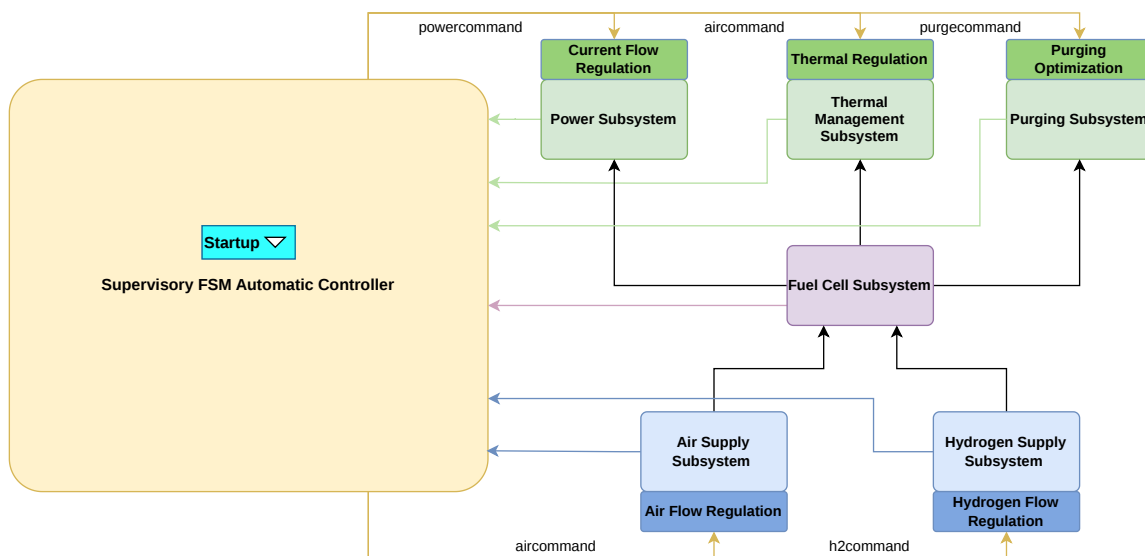 powercommand
aircommand
purgecommand
Current Flow
Regulation
Thermal Regulation
Purging
Optimization
Power Subsystem
Thermal
Management
Subsystem
Purging Subsystem
Startup
Supervisory FSM Automatic Controller
Fuel Cell Subsystem
Air Supply
Subsystem
Hydrogen Supply
Subsystem
Air Flow Regulation
Hydrogen Flow
Regulation
aircommand
h2command